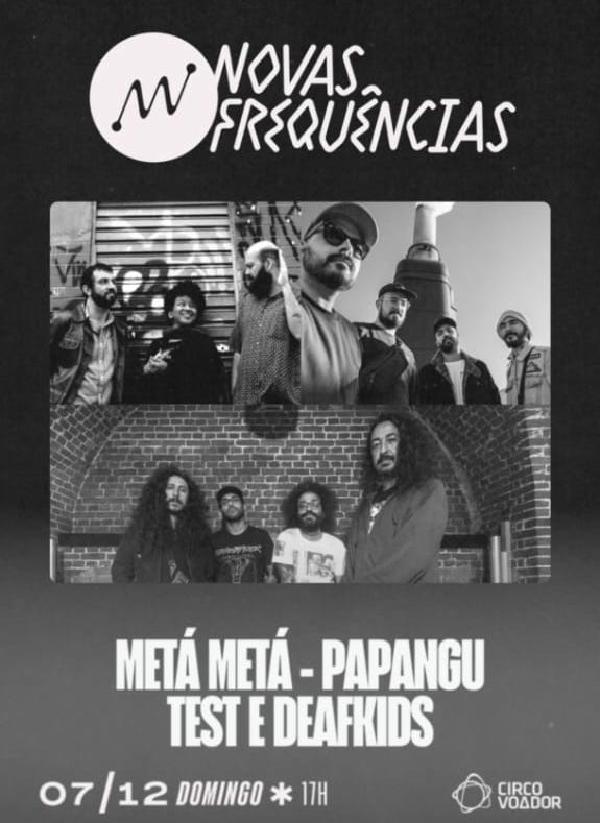 NOVAS
FREQUÊNCIAS
METÁ METÁ - PAPANGU
TEST E DEAFKIDS
07/12 DOMINGO * 17H
CIRCO
VOADOR